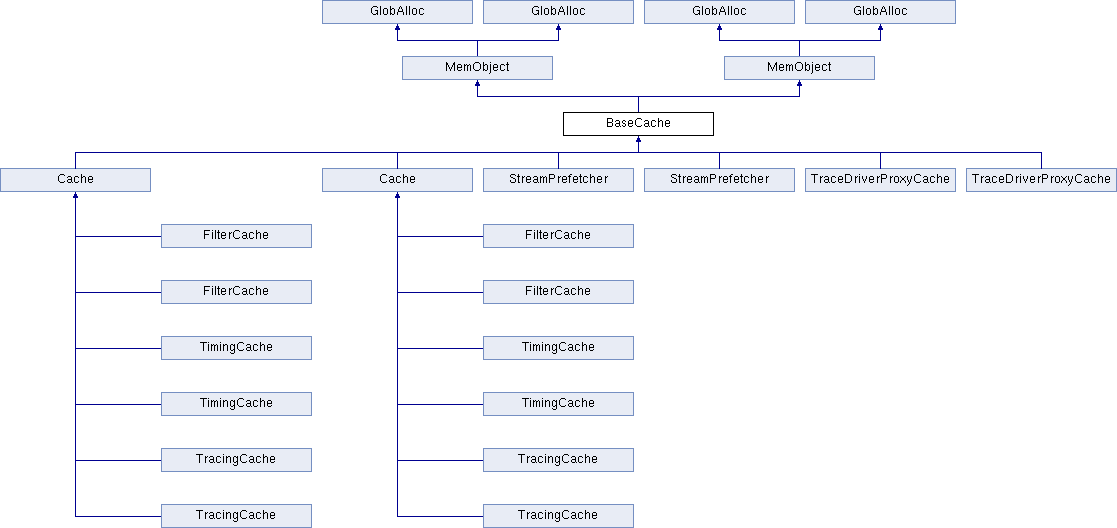 GlobAlloc GlobAlloc GlobAlloc GlobAlloc
MemObject MemObject
BaseCache
Cache Cache StreamPrefetcher StreamPrefetcher TraceDriverProxyCache TraceDriverProxyCache
FilterCache FilterCache
FilterCache FilterCache
TimingCache TimingCache
TimingCache TimingCache
TracingCache TracingCache
TracingCache TracingCache